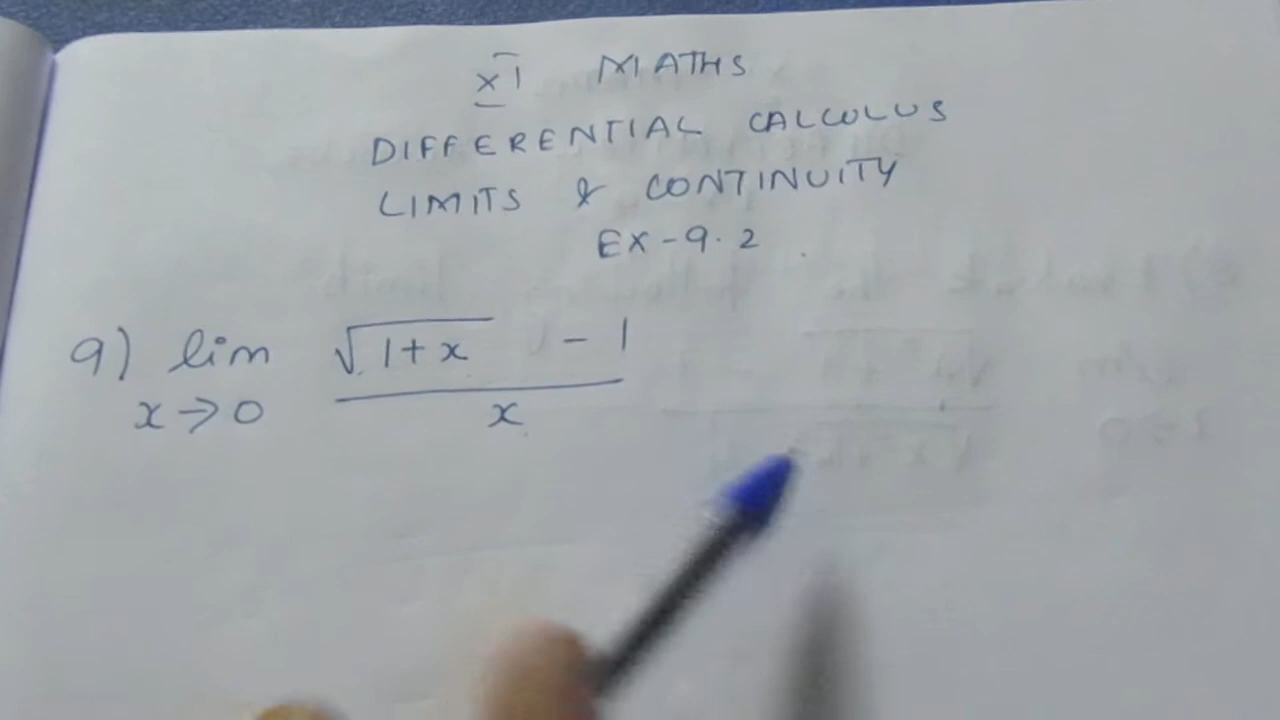 XI MATHS
DIFFERENTIAL CALCULUS
LIMITS & CONTINUITY
EX-9.2
9) lim √(1+x) - 1
x→0 x